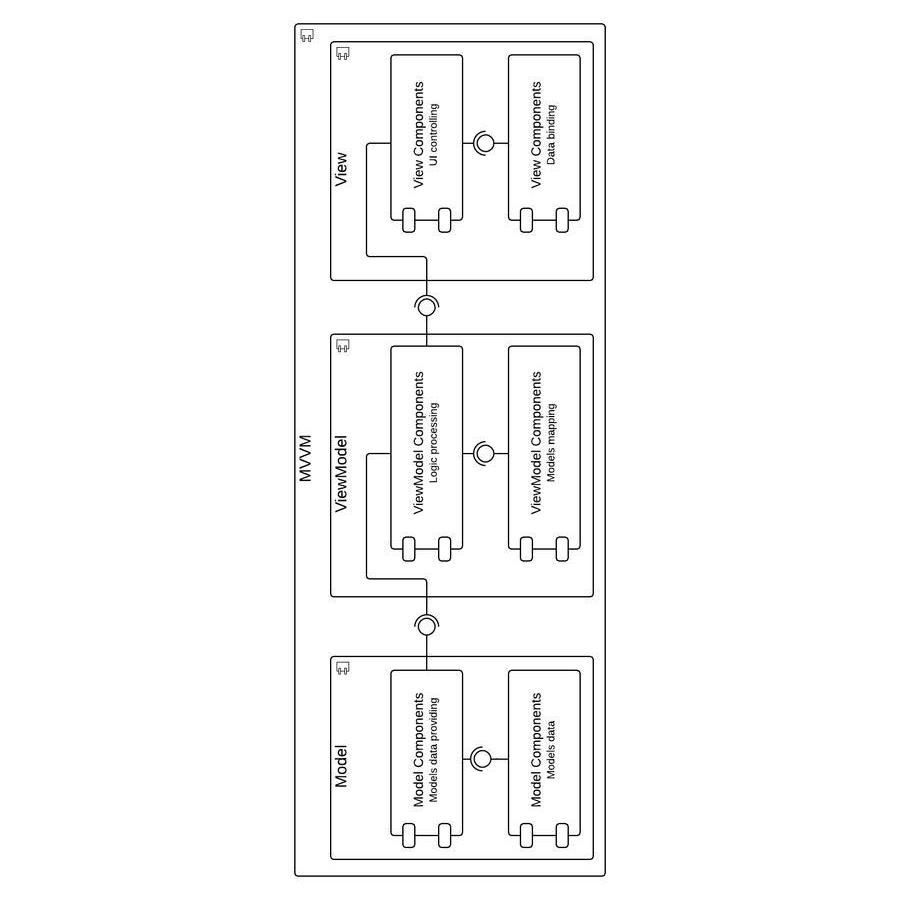 MVVM
Model
Model Components
Models data providing
Model Components
Models data
ViewModel
ViewModel Components
Logic processing
ViewModel Components
Models mapping
View
View Components
UI controlling
View Components
Data binding